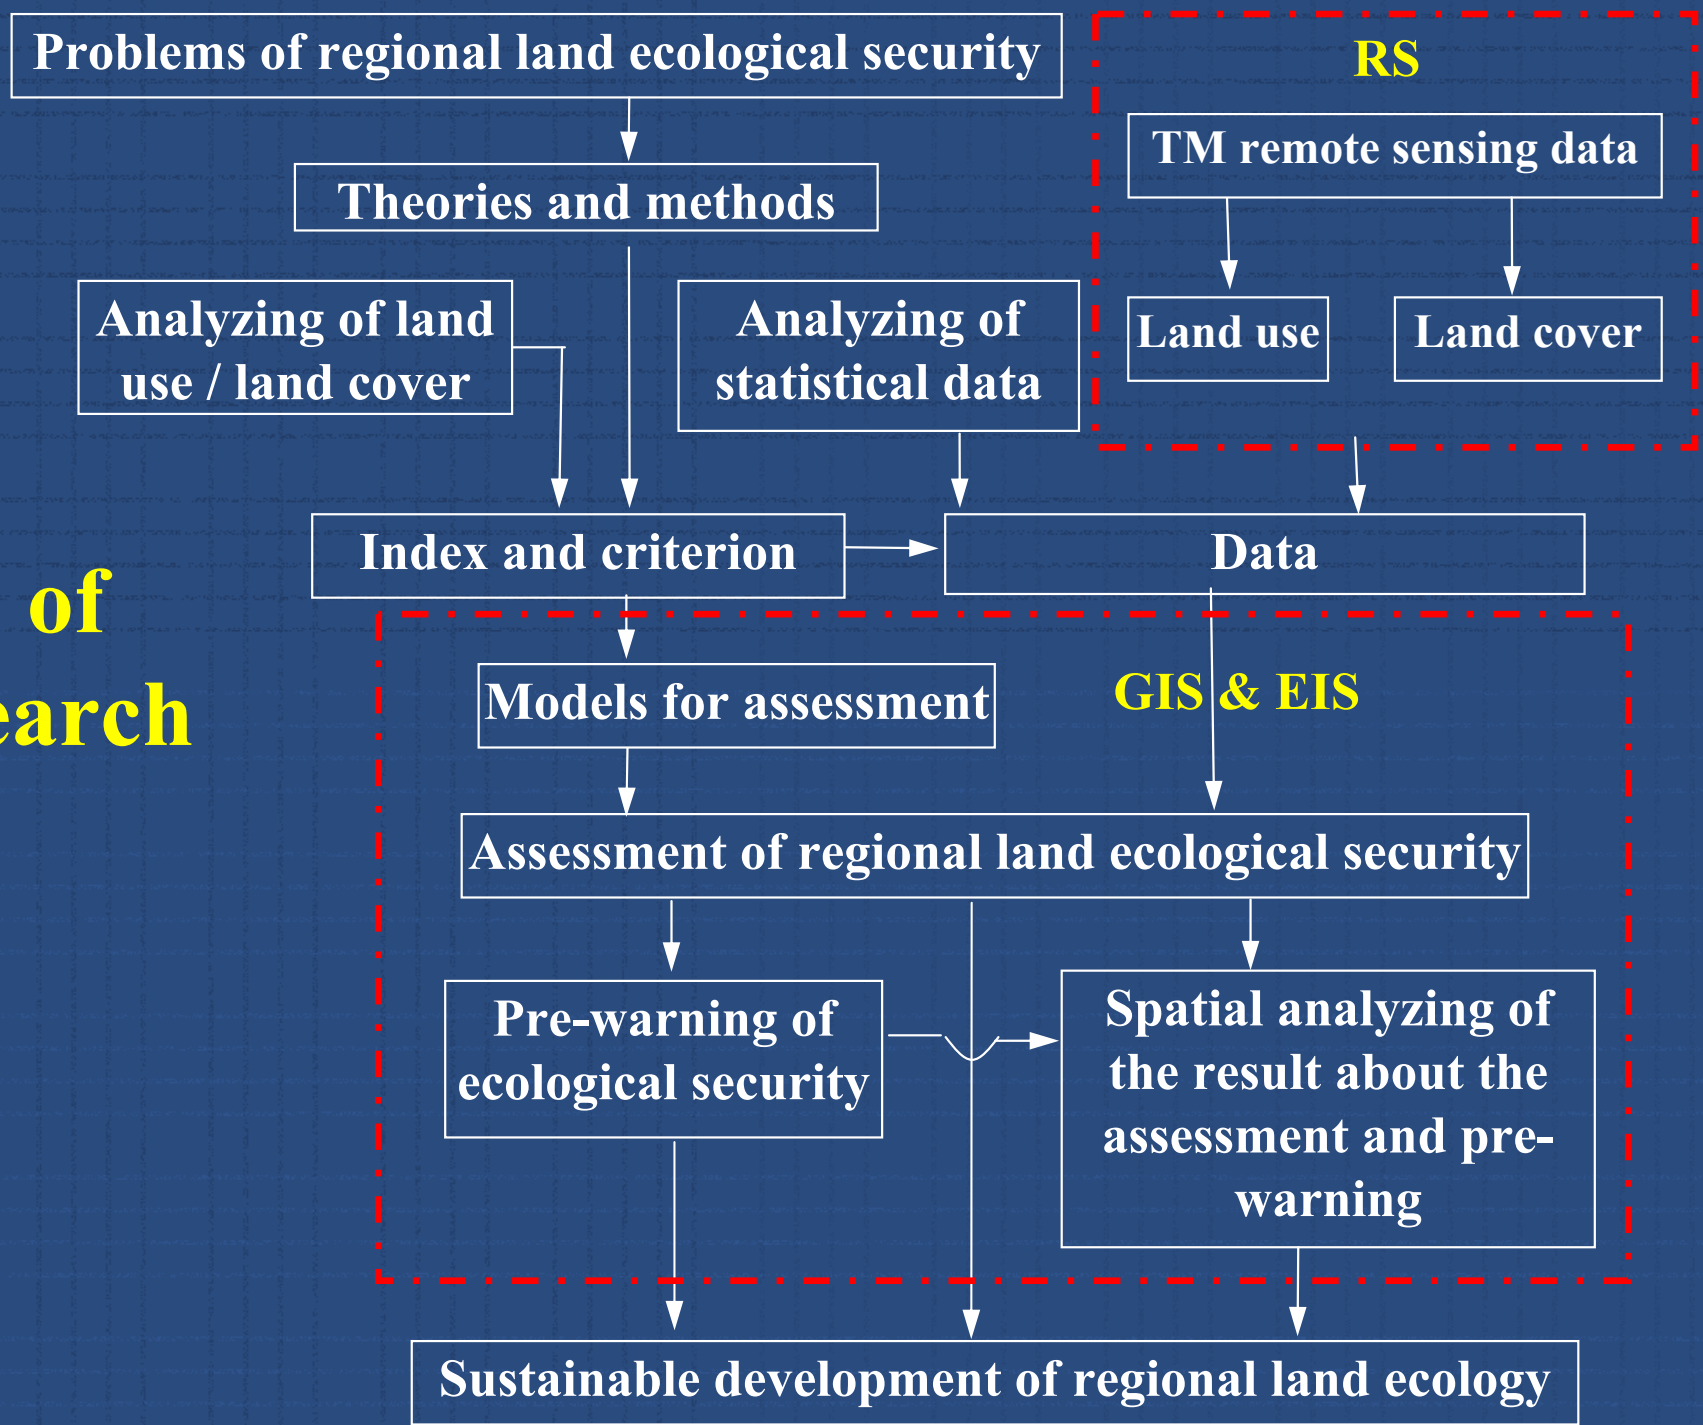 Problems of regional land ecological security
RS
TM remote sensing data
Theories and methods
Analyzing of land
use / land cover
Analyzing of
statistical data
Land use
Land cover
Index and criterion
Data
of
Models for assessment
GIS & EIS
Assessment of regional land ecological security
Pre-warning of
ecological security
Spatial analyzing of
the result about the
assessment and pre-
warning
Sustainable development of regional land ecology